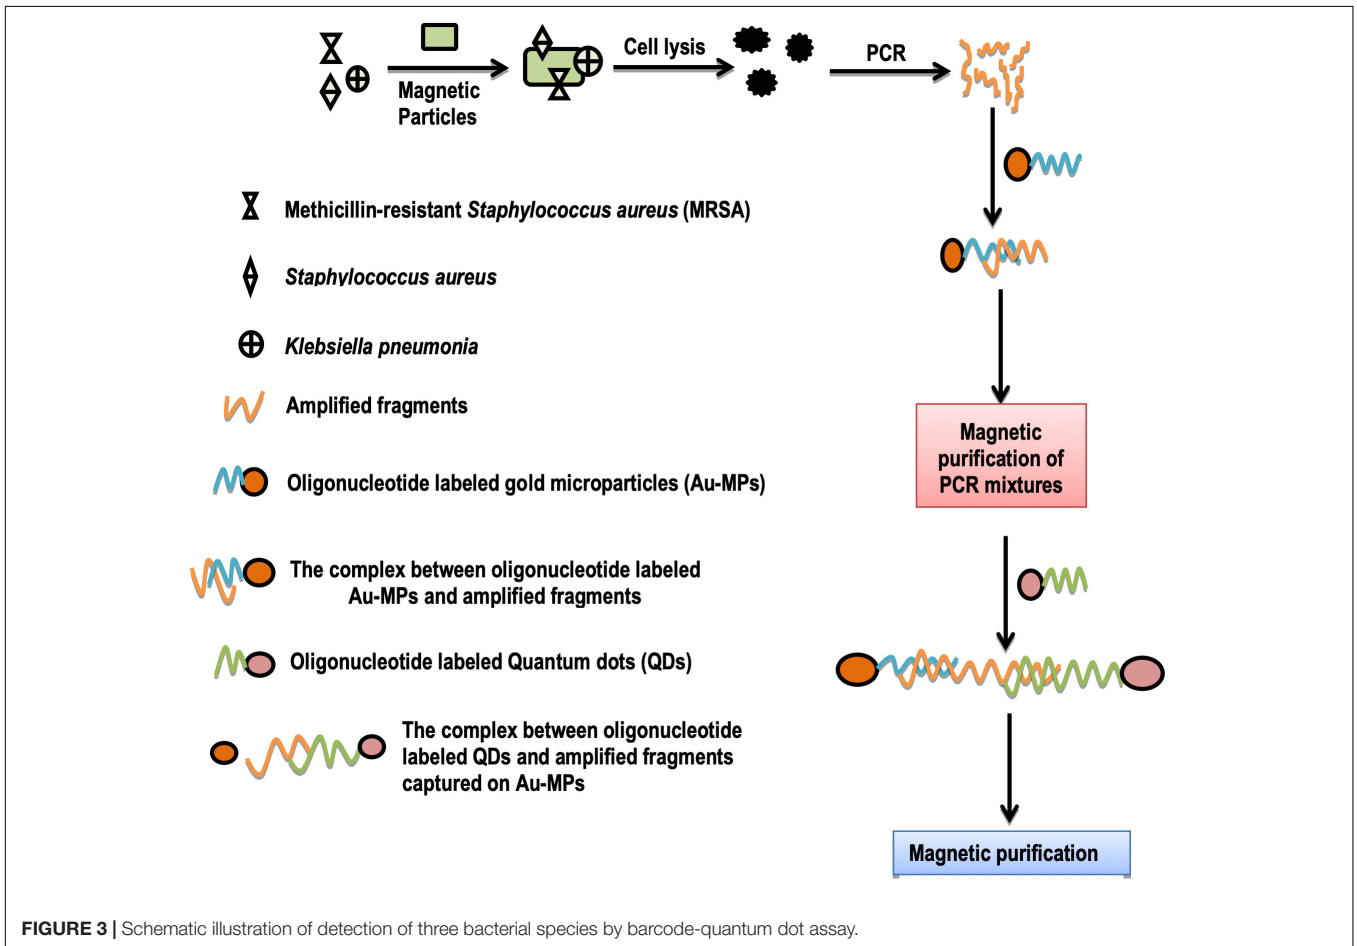 Cell lysis
PCR
Magnetic
Particles
Methicillin-resistant Staphylococcus aureus (MRSA)
Staphylococcus aureus
Klebsiella pneumonia
Amplified fragments
Oligonucleotide labeled gold microparticles (Au-MPs)
The complex between oligonucleotide labeled
Au-MPs and amplified fragments
Oligonucleotide labeled Quantum dots (QDs)
The complex between oligonucleotide
labeled QDs and amplified fragments
captured on Au-MPs
Magnetic
purification of
PCR mixtures
Magnetic purification
FIGURE 3 | Schematic illustration of detection of three bacterial species by barcode-quantum dot assay.